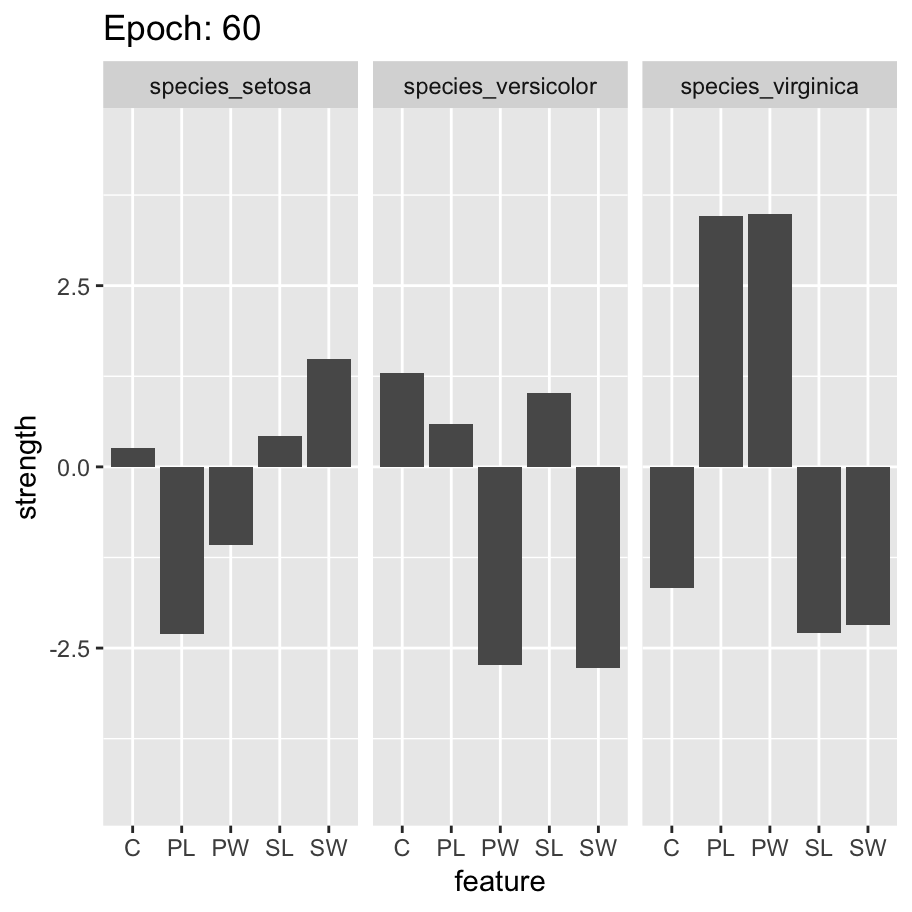 Epoch: 60
species_setosa species_versicolor species_virginica
2.5
0.0
-2.5
strength
C PL PW SL SW C PL PW SL SW C PL PW SL SW
feature